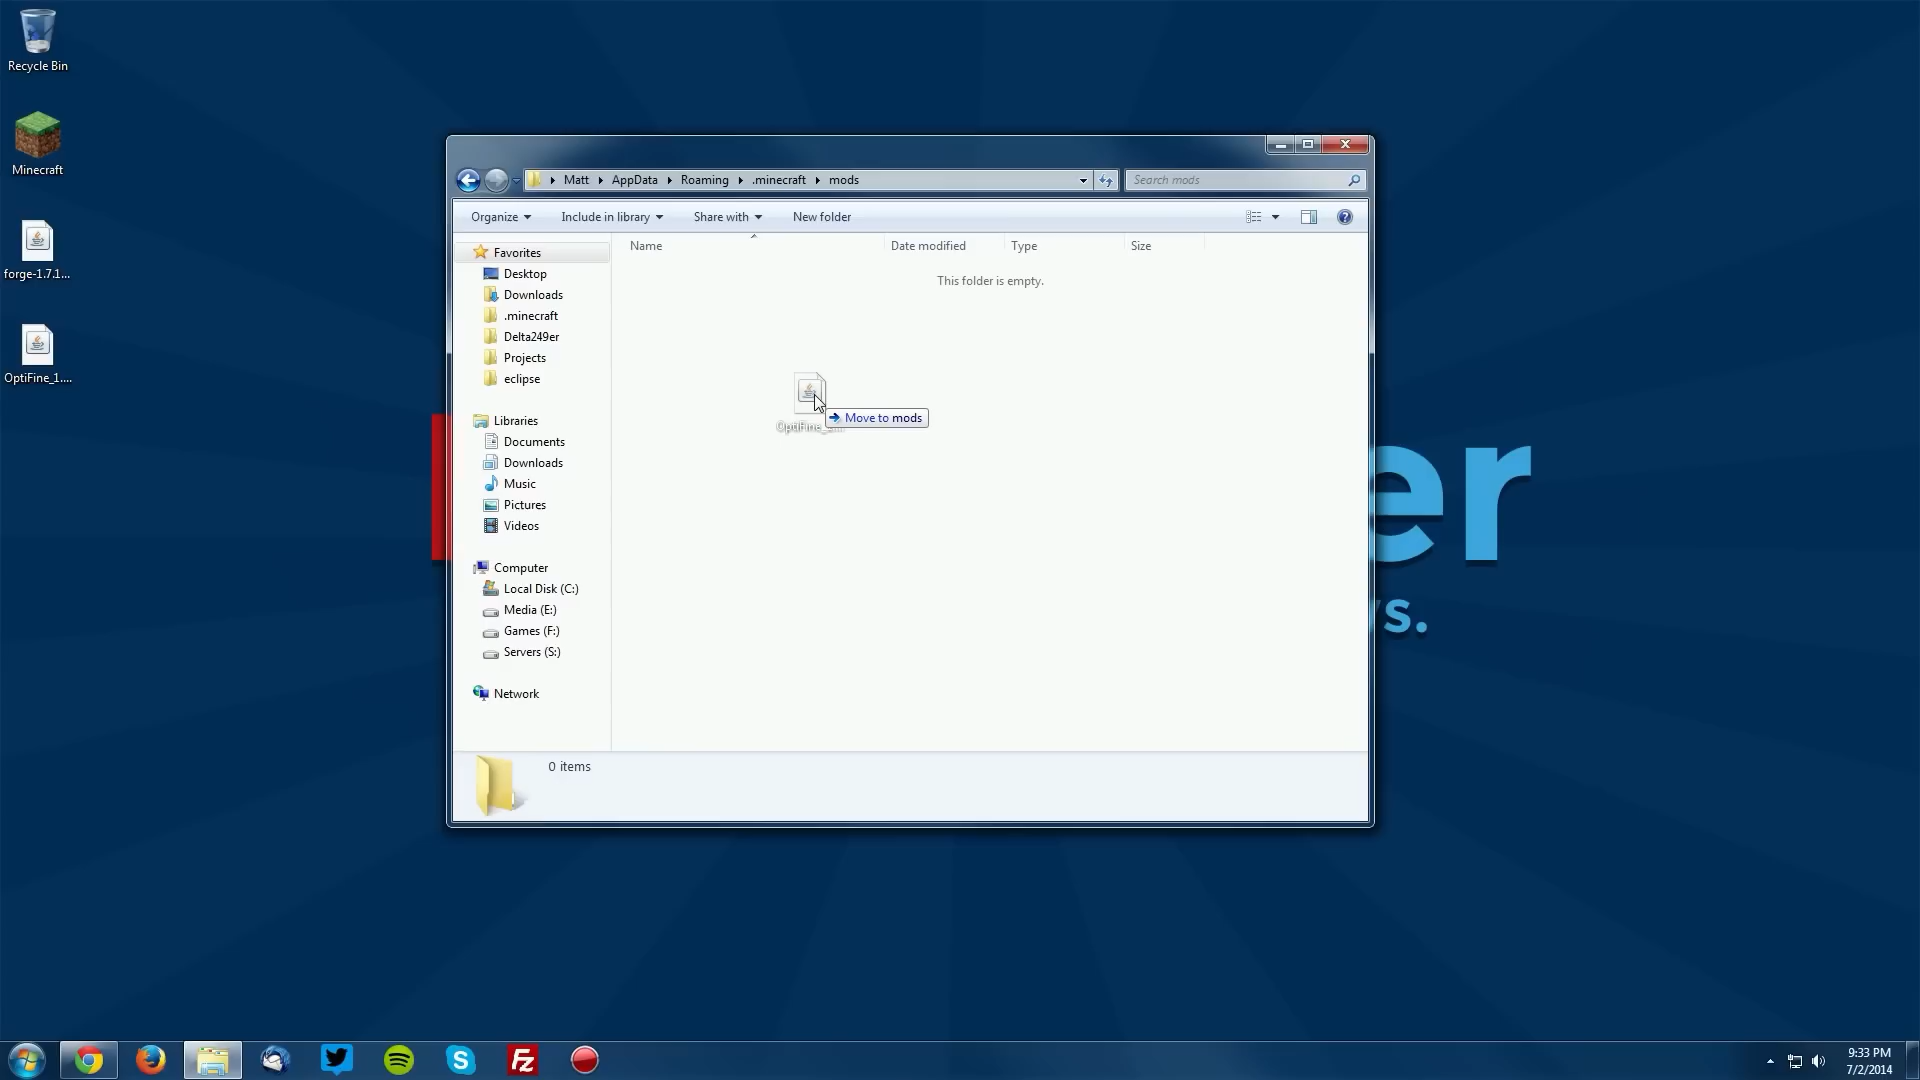 Recycle Bin
Minecraft
forge-1.7.1...
OptiFine_1....
Matt AppData Roaming .minecraft mods
Search mods
Organize Include in library Share with New folder
Name Date modified Type Size
This folder is empty.
Favorites
Desktop
Downloads
.minecraft
Delta249er
Projects
eclipse
Libraries
Documents
Downloads
Music
Pictures
Videos
Computer
Local Disk (C:)
Media (E:)
Games (F:)
Servers (S:)
Network
Move to mods
0 items
er
s.
S
Fz
9:33 PM
7/2/2014